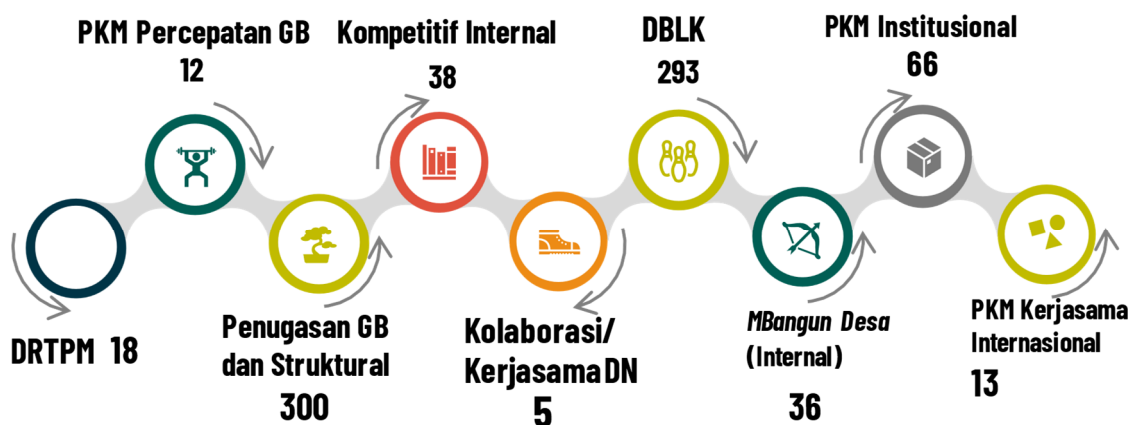 DRTPM 18
PKM Percepatan GB
12
Penugasan GB
dan Struktural
300
Kompetitif Internal
38
Kolaborasi/
Kerjasama DN
5
DBLK
293
MBangun Desa
(Internal)
36
PKM Institusional
66
PKM Kerjasama
Internasional
13